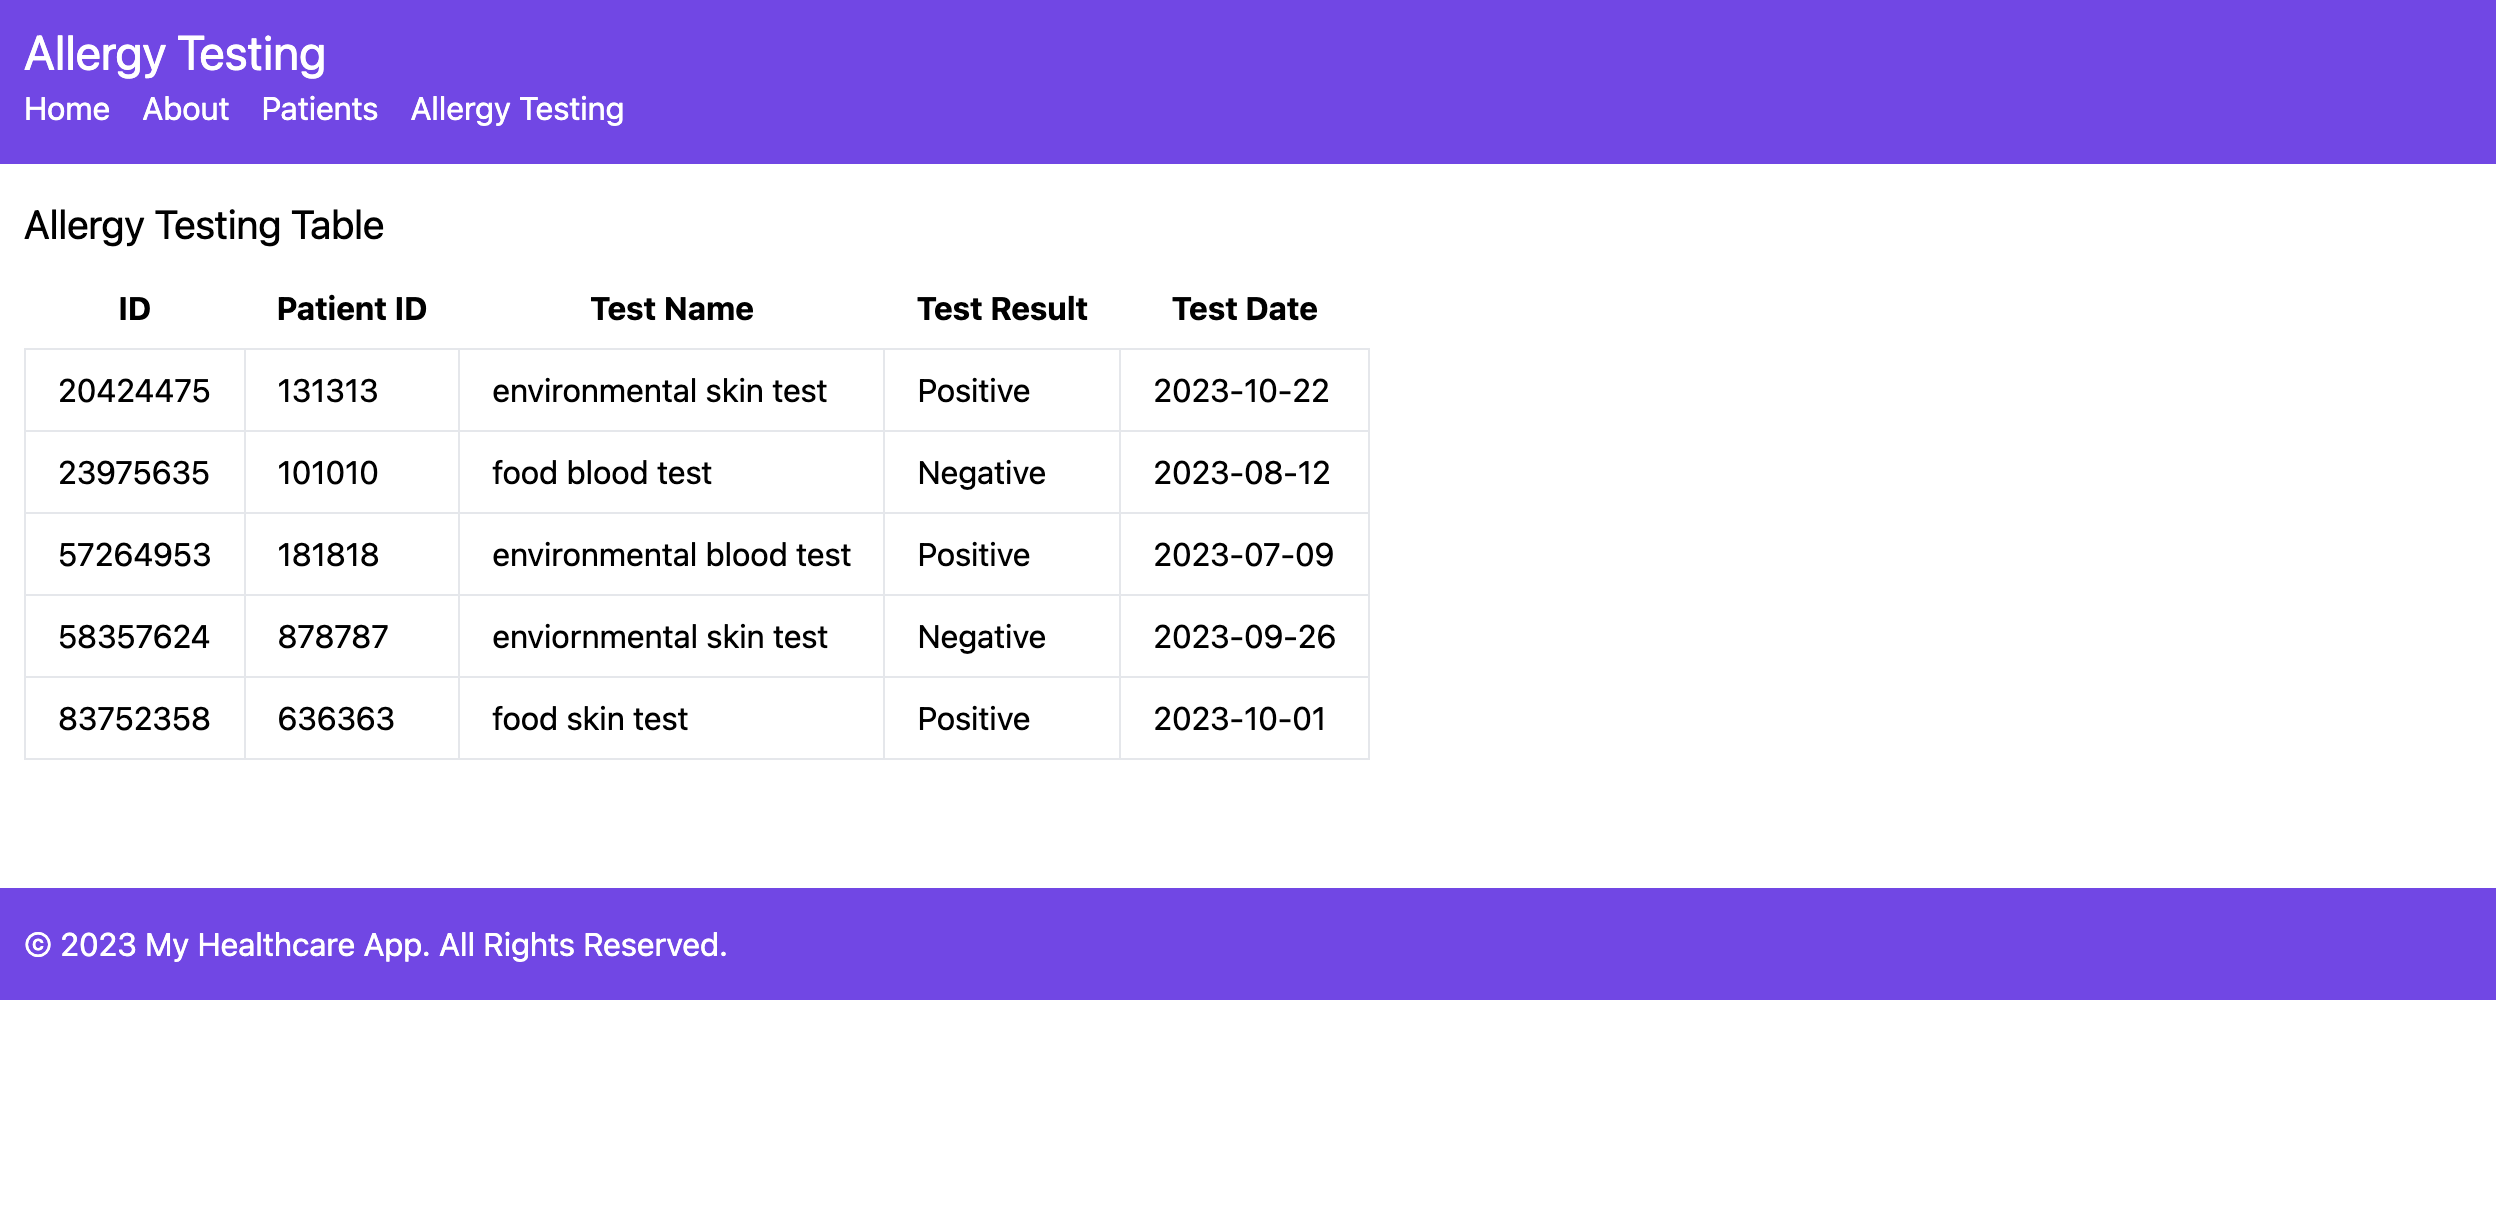 Allergy Testing
Home About Patients Allergy Testing
Allergy Testing Table
ID Patient ID Test Name Test Result Test Date
20424475 131313 environmental skin test Positive 2023-10-22
23975635 101010 food blood test Negative 2023-08-12
57264953 181818 environmental blood test Positive 2023-07-09
58357624 878787 enviornmental skin test Negative 2023-09-26
83752358 636363 food skin test Positive 2023-10-01
© 2023 My Healthcare App. All Rights Reserved.